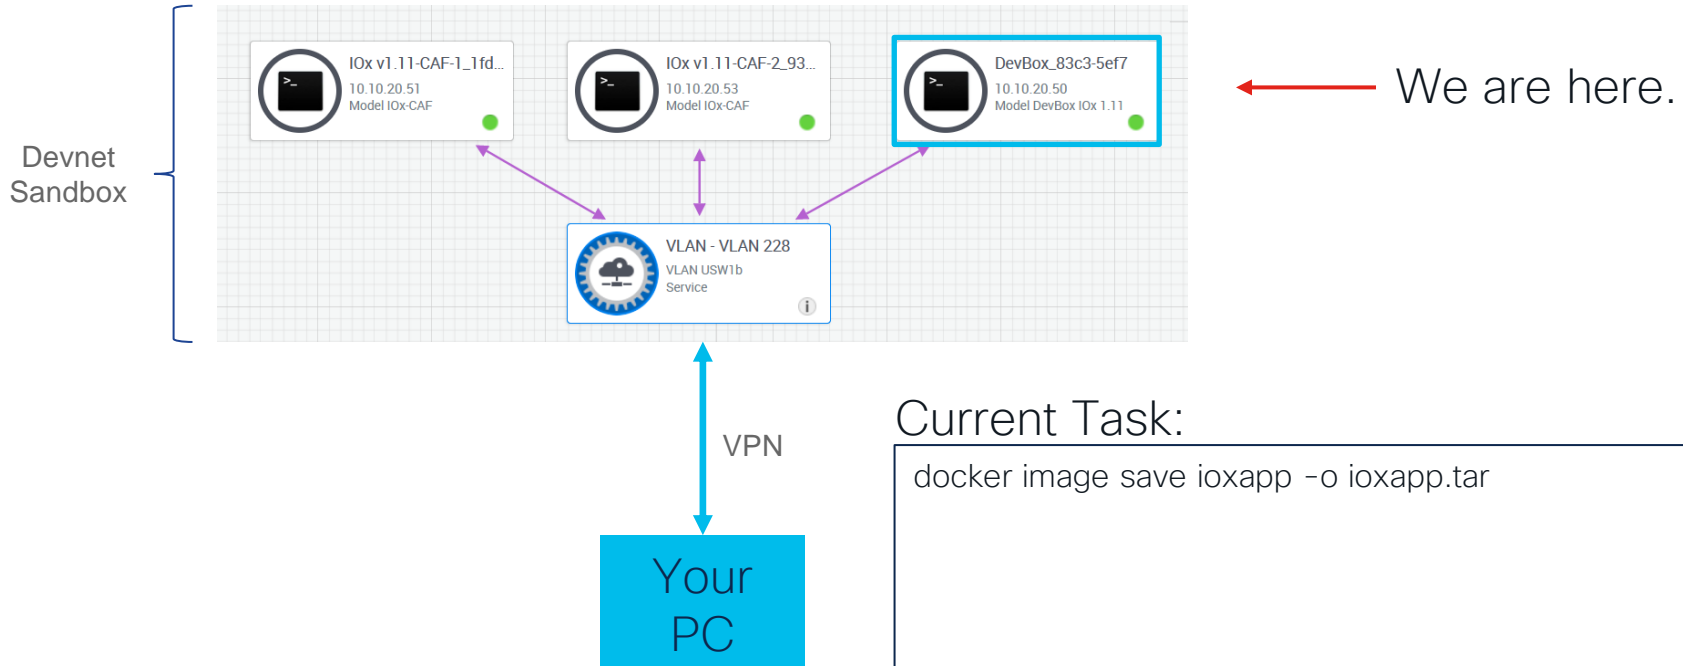 Devnet
Sandbox
>_
IOx v1.11-CAF-1_1fd...
10.10.20.51
Model IOx-CAF
>_
IOx v1.11-CAF-2_93...
10.10.20.53
Model IOx-CAF
>_
DevBox_83c3-5ef7
10.10.20.50
Model DevBox IOx 1.11
We are here.
VLAN - VLAN 228
VLAN USW1b
Service
i
VPN
Your
PC
Current Task:
docker image save ioxapp -o ioxapp.tar